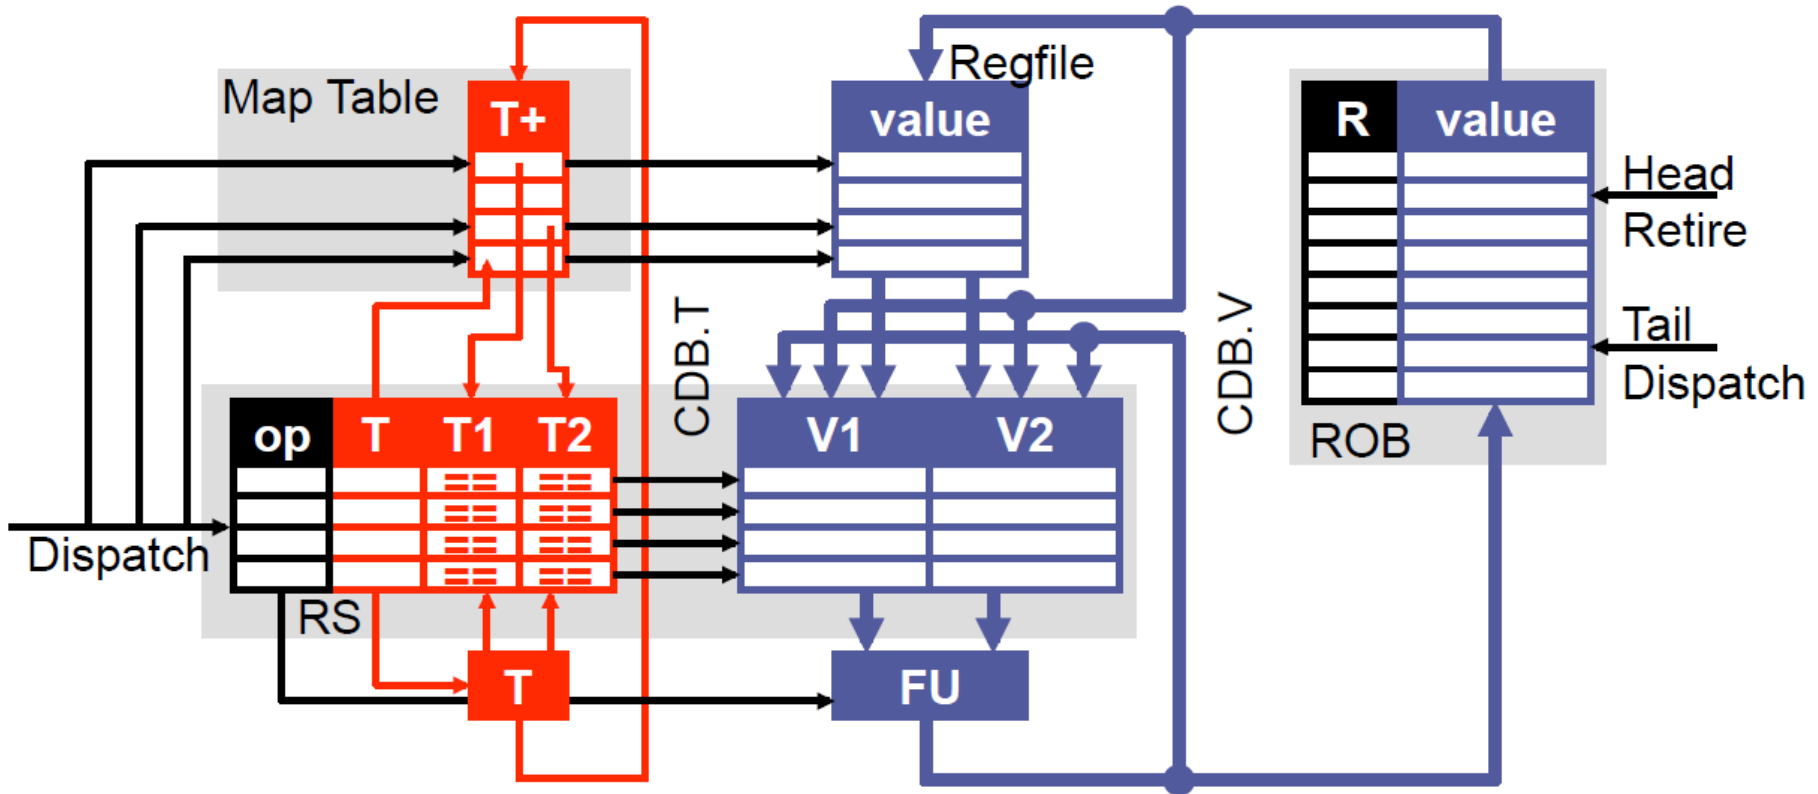 Map Table
T+
Regfile
value
R
value
Head
Retire
Tail
Dispatch
ROB
CDB.T
CDB.V
op
T
T1
T2
V1
V2
== ==
== ==
== ==
== ==
Dispatch
RS
T
FU